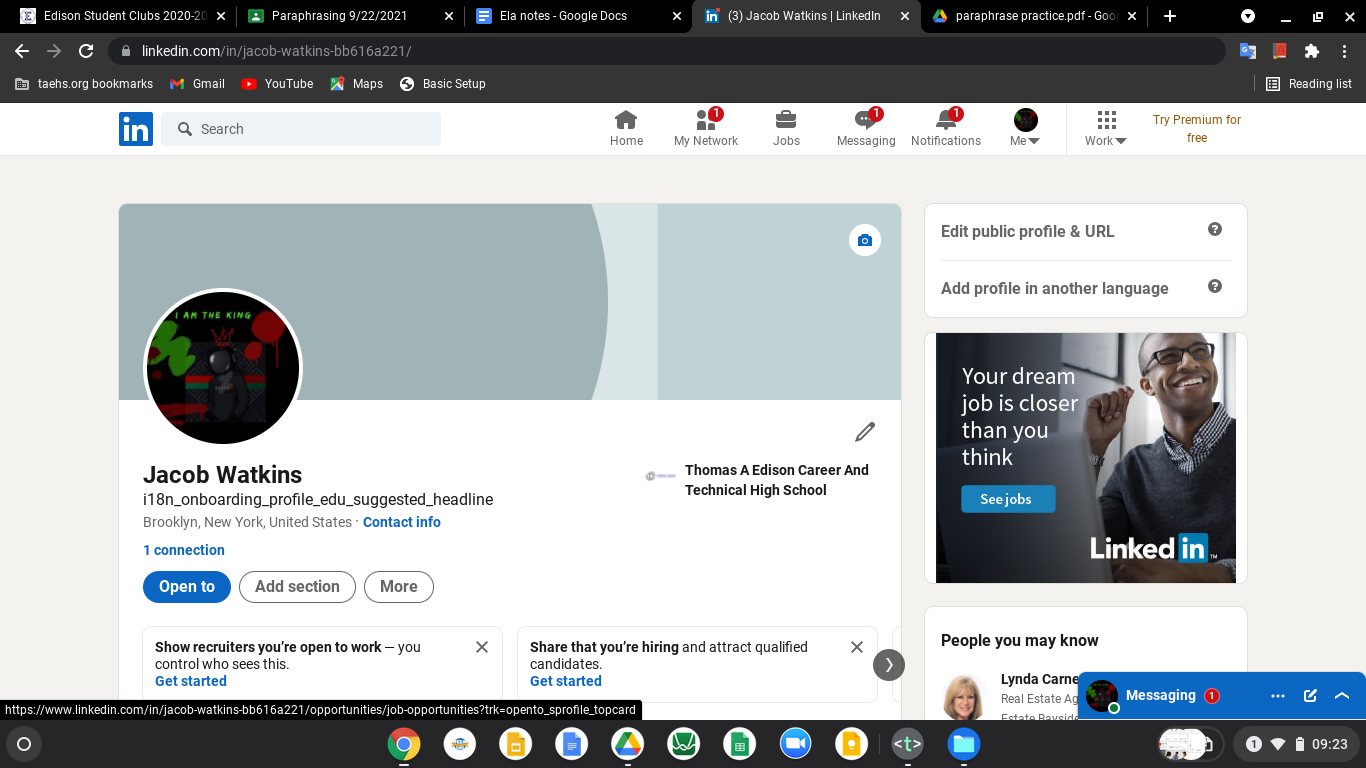 Edison Student Clubs 2020-20
Paraphrasing 9/22/2021
Ela notes - Google Docs
(3) Jacob Watkins | LinkedIn
paraphrase practice.pdf - Goog
linkedin.com/in/jacob-watkins-bb616a221/
taehs.org bookmarks
Gmail
YouTube
Maps
Basic Setup
Reading list
in
Search
Home
1
My Network
Jobs
1
Messaging
1
Notifications
Me
Work
Try Premium for
free
I AM THE KING
Jacob Watkins
i18n_onboarding_profile_edu_suggested_headline
Brooklyn, New York, United States · Contact info
1 connection
Thomas A Edison Career And
Technical High School
Open to
Add section
More
Show recruiters you're open to work — you
control who sees this.
Get started
Share that you're hiring and attract qualified
candidates.
Get started
Edit public profile & URL
Add profile in another language
Your dream
job is closer
than you
think
See jobs
Linked in ™
People you may know
Lynda Carne
Real Estate Ag
Estate Bayside
Messaging 1
https://www.linkedin.com/in/jacob-watkins-bb616a221/opportunities/job-opportunities?trk=opento_sprofile_topcard
<t>
1
09:23